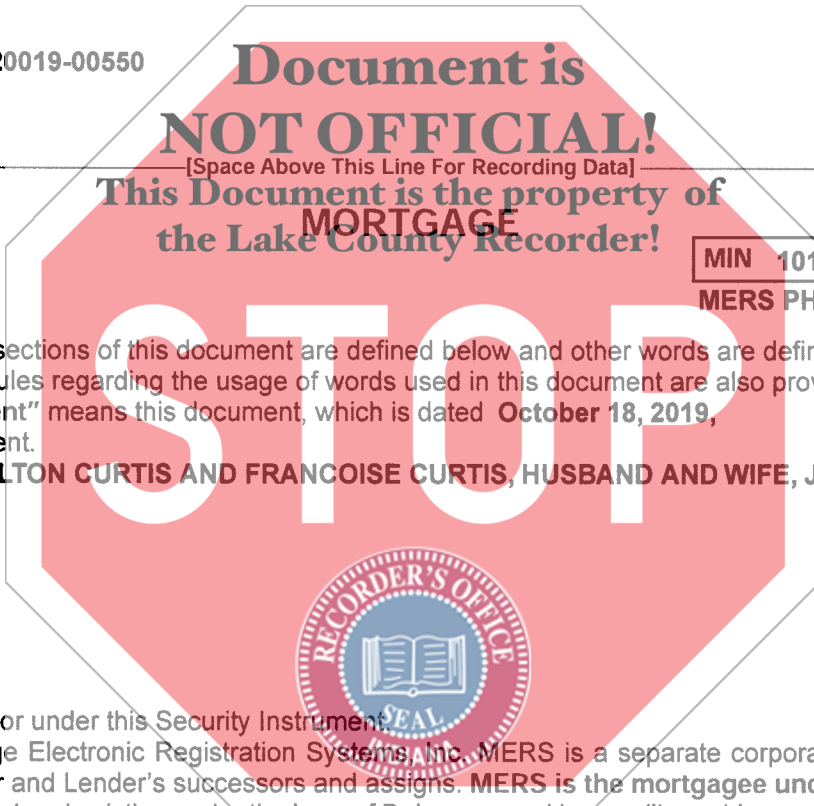 20019-00550
Document is
NOT OFFICIAL!
[Space Above This Line For Recording Data]
This Document is the property of
MORTGAGE
the Lake County Recorder!
MIN 101
MERS PH
STOP
sections of this document are defined below and other words are defin
ules regarding the usage of words used in this document are also prov
nt" means this document, which is dated October 18, 2019,
ent.
LTON CURTIS AND FRANCOISE CURTIS, HUSBAND AND WIFE, J
RECORDER'S OFFICE
SEAL
or under this Security Instrument.
ge Electronic Registration Systems, Inc. MERS is a separate corpora
r and Lender's successors and assigns. MERS is the mortgagee und